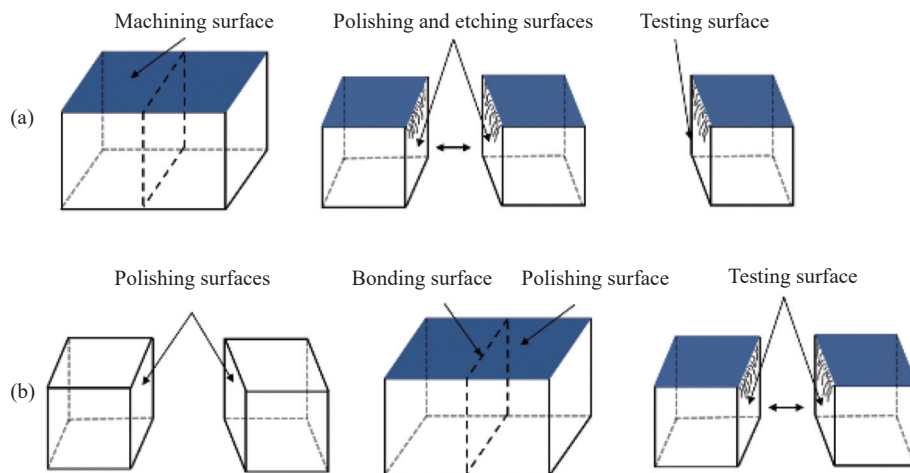 Machining surface
Polishing and etching surfaces
Testing surface
(a)
Polishing surfaces
Bonding surface
Polishing surface
Testing surface
(b)